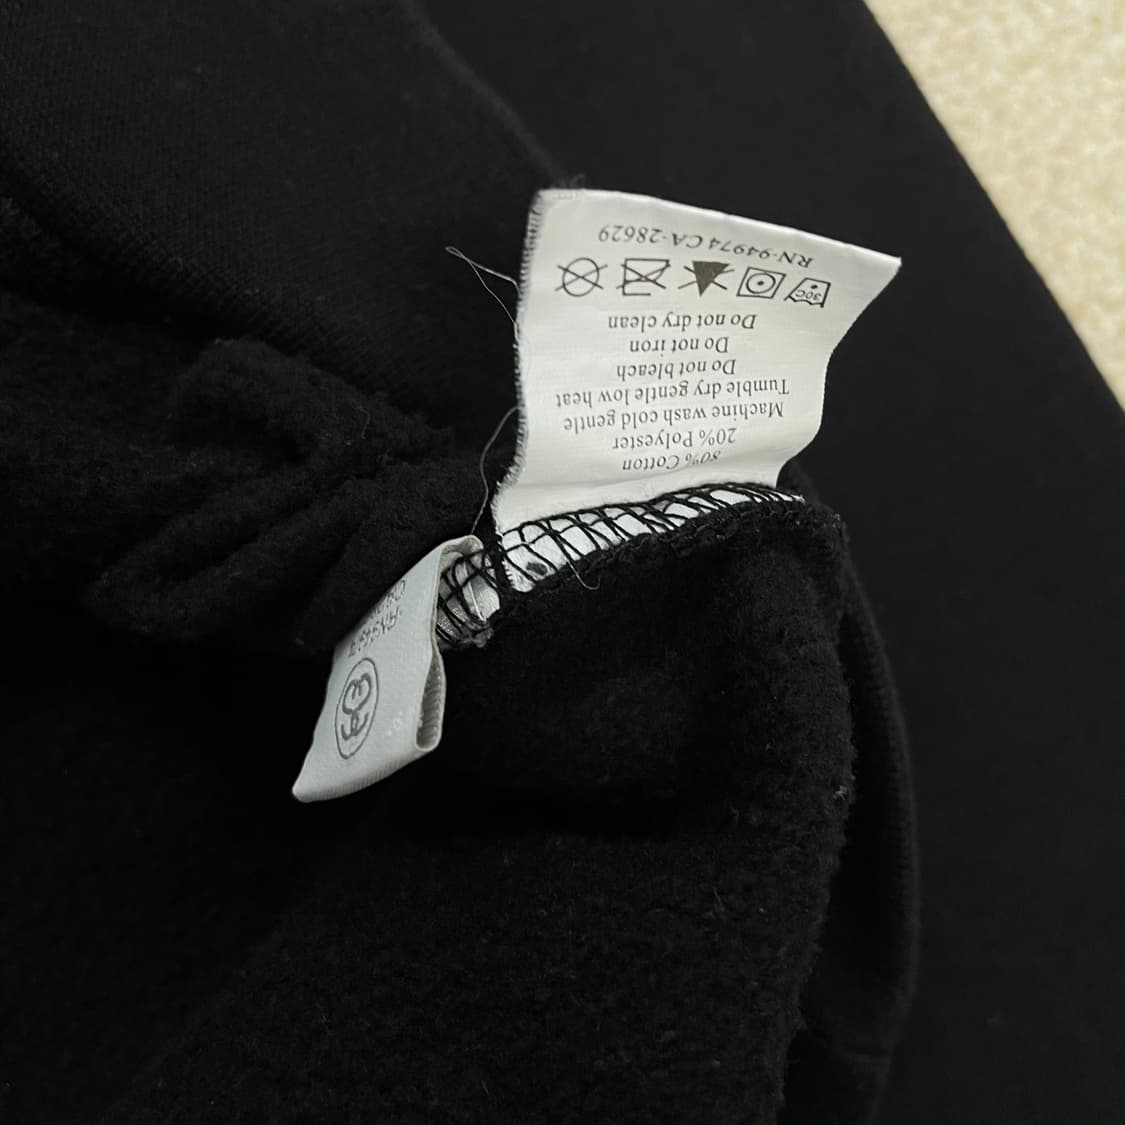 80% Cotton
20% Polyester
Machine wash cold gentle
Tumble dry gentle low heat
Do not bleach
Do not iron
Do not dry clean
30C
RN-94974 CA-28629